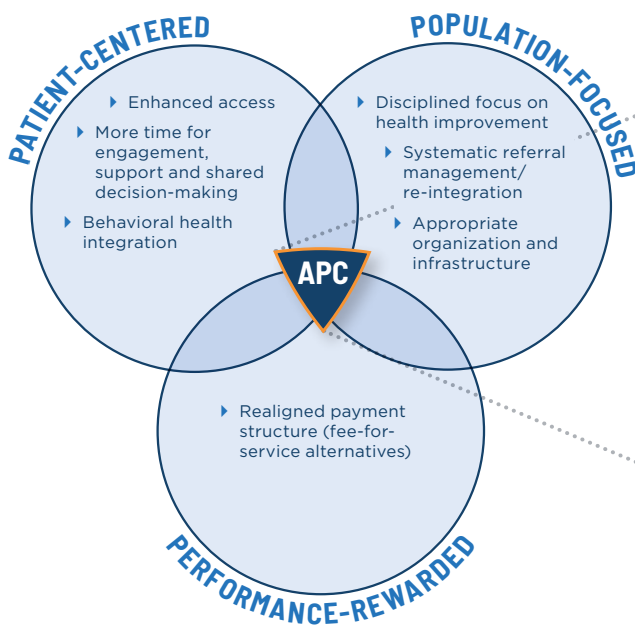 PATIENT-CENTERED
Enhanced access
More time for
engagement,
support and shared
decision-making
Behavioral health
integration
POPULATION-FOCUSED
Disciplined focus on
health improvement
Systematic referral
management/
re-integration
Appropriate
organization and
infrastructure
APC
Realigned payment
structure (fee-for-
service alternatives)
PERFORMANCE-REWARDED